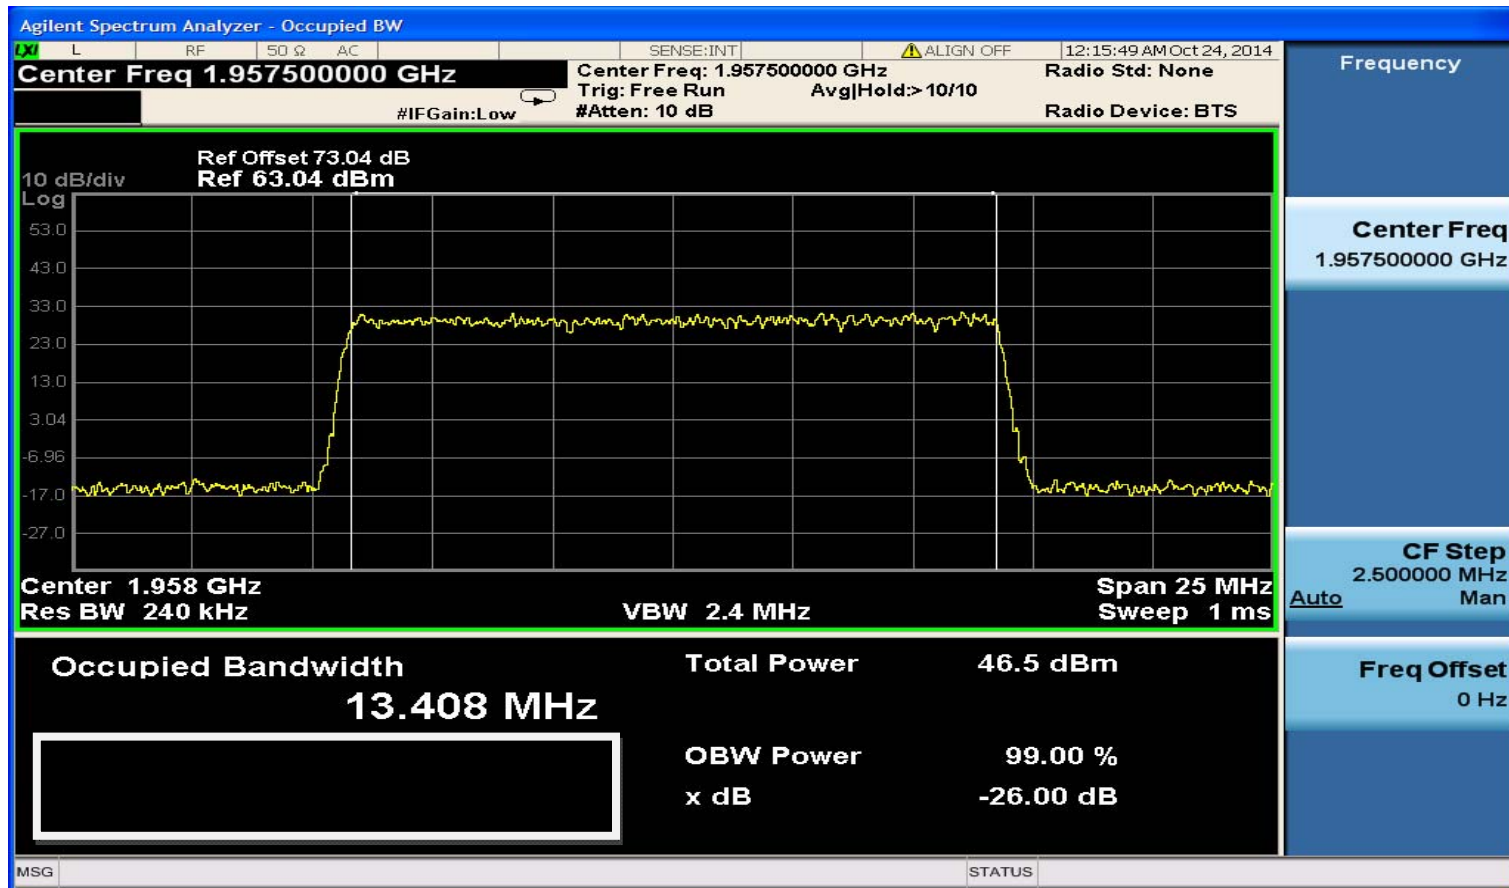 Agilent Spectrum Analyzer - Occupied BW
LXI L RF 50 Ω AC SENSE:INT ALIGN OFF 12:15:49 AM Oct 24, 2014
Center Freq 1.957500000 GHz
Center Freq: 1.957500000 GHz
Radio Std: None
Trig: Free Run Avg|Hold:>10/10
#IFGain:Low
#Atten: 10 dB
Radio Device: BTS
Ref Offset 73.04 dB
10 dB/div Ref 63.04 dBm
Log
53.0
43.0
33.0
23.0
13.0
3.04
-6.96
-17.0
-27.0
Center 1.958 GHz Span 25 MHz
Res BW 240 kHz VBW 2.4 MHz Sweep 1 ms
Occupied Bandwidth
13.408 MHz
Total Power 46.5 dBm
OBW Power 99.00 %
x dB -26.00 dB
MSG STATUS
Frequency
Center Freq
1.957500000 GHz
CF Step
2.500000 MHz
Auto Man
Freq Offset
0 Hz